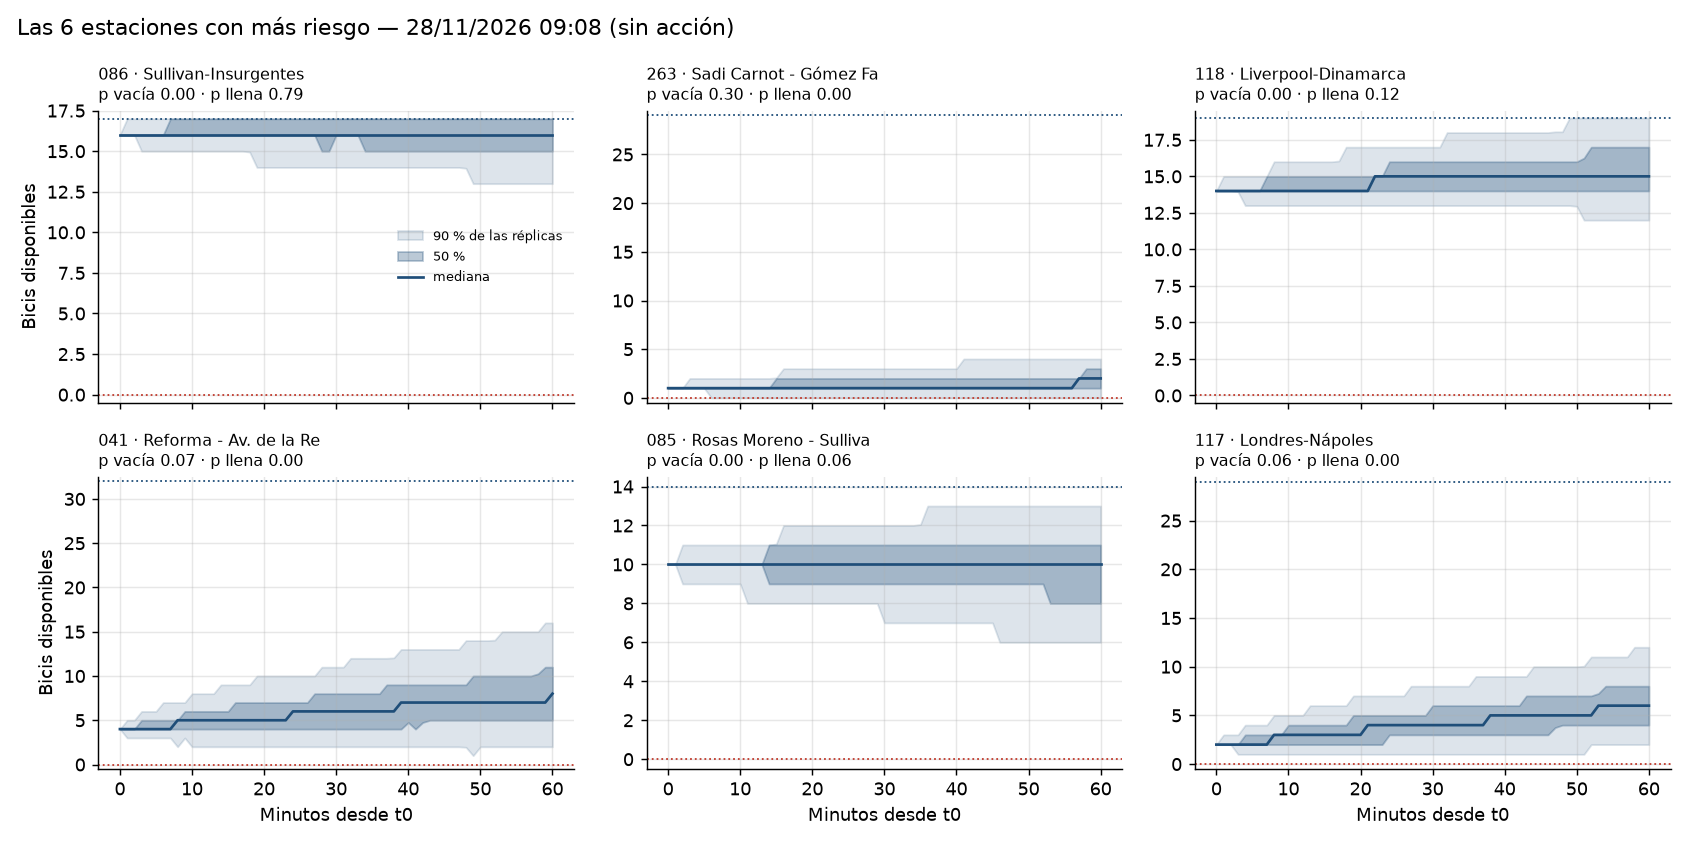 Las 6 estaciones con más riesgo — 28/11/2026 09:08 (sin acción)
086 · Sullivan-Insurgentes
p vacía 0.00 · p llena 0.79
17.5
15.0
12.5
10.0
7.5
5.0
2.5
0.0
Bicis disponibles
90 % de las réplicas
50 %
mediana
263 · Sadi Carnot - Gómez Fa
p vacía 0.30 · p llena 0.00
25
20
15
10
5
0
118 · Liverpool-Dinamarca
p vacía 0.00 · p llena 0.12
17.5
15.0
12.5
10.0
7.5
5.0
2.5
0.0
041 · Reforma - Av. de la Re
p vacía 0.07 · p llena 0.00
30
25
20
15
10
5
0
Bicis disponibles
0 10 20 30 40 50 60
Minutos desde t0
085 · Rosas Moreno - Sulliva
p vacía 0.00 · p llena 0.06
14
12
10
8
6
4
2
0
0 10 20 30 40 50 60
Minutos desde t0
117 · Londres-Nápoles
p vacía 0.06 · p llena 0.00
25
20
15
10
5
0
0 10 20 30 40 50 60
Minutos desde t0